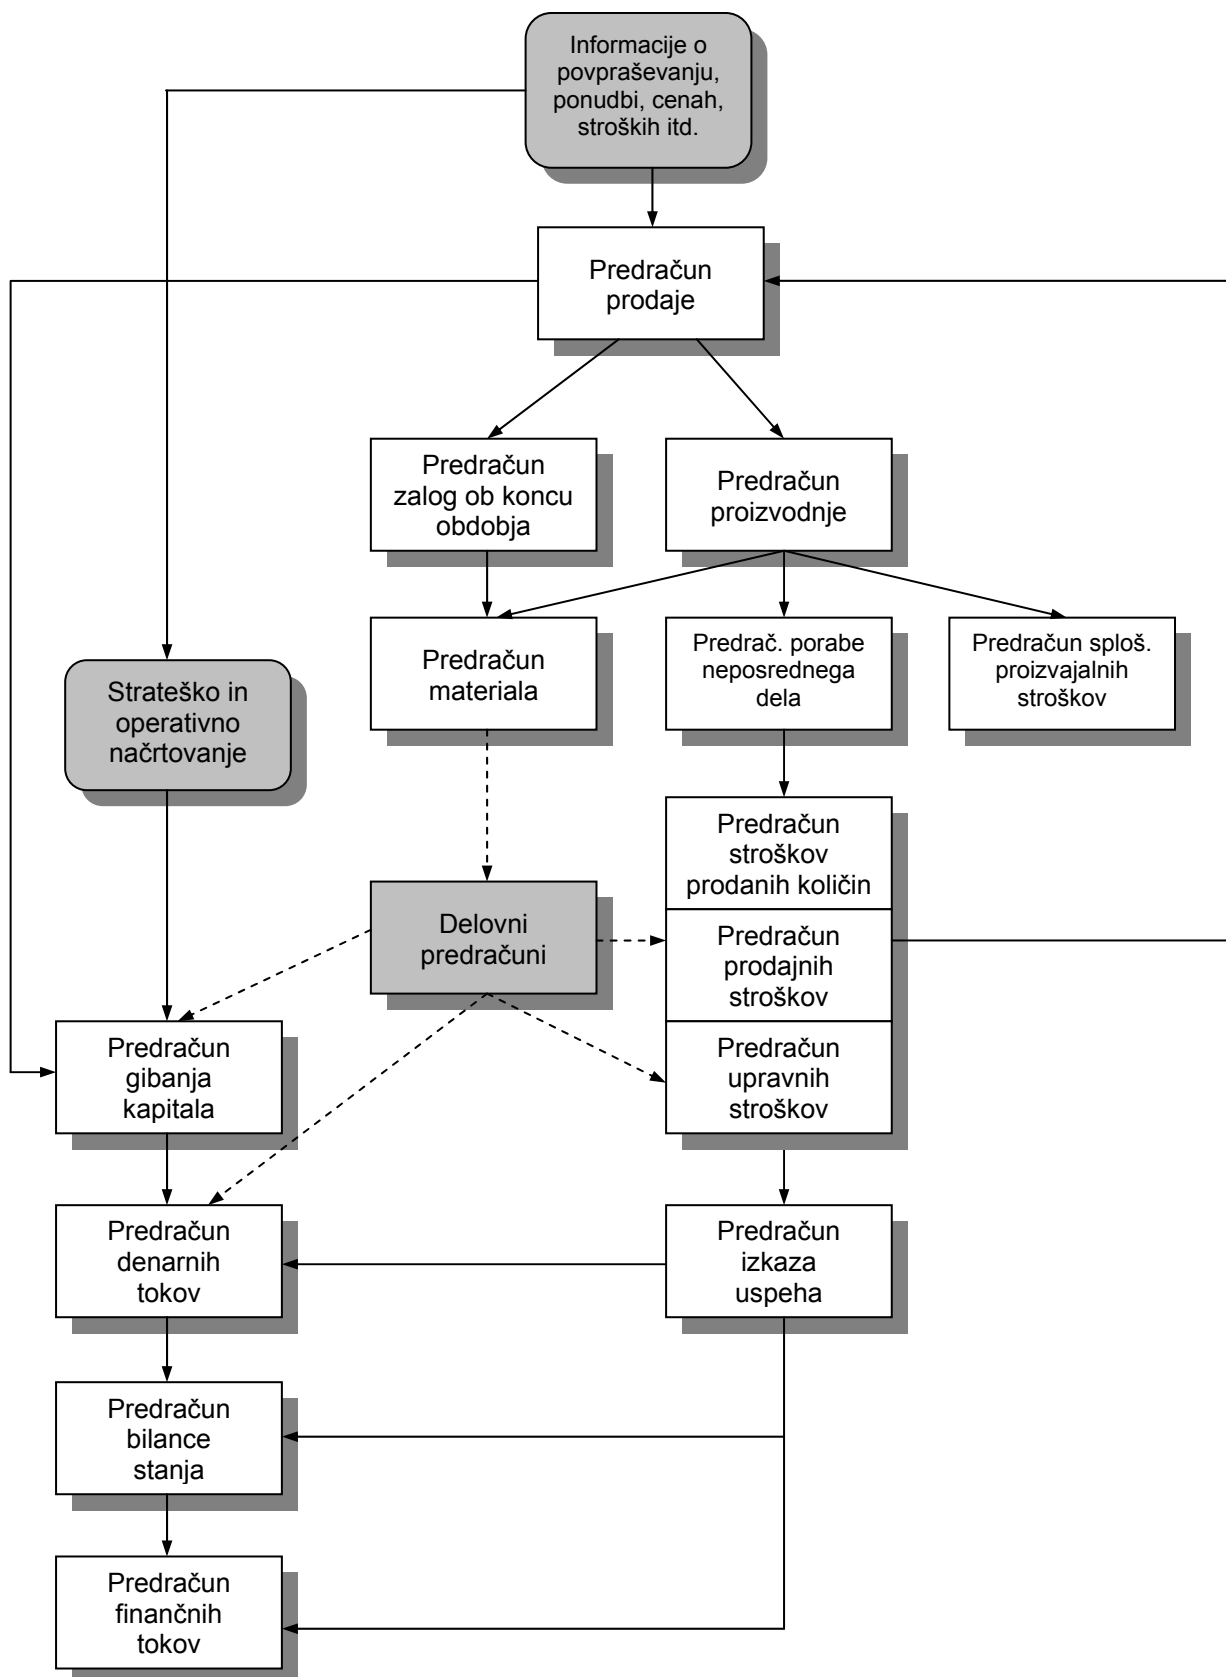 Informacije o
povpraševanju,
ponudbi, cenah,
stroških itd.
Predračun
prodaje
Predračun
zalog ob koncu
obdobja
Predračun
proizvodnje
Predračun
materiala
Predrač. porabe
neposrednega
dela
Predračun sploš.
proizvajalnih
stroškov
Strateško in
operativno
načrtovanje
Predračun
stroškov
prodanih količin
Delovni
predračuni
Predračun
prodajnih
stroškov
Predračun
gibanja
kapitala
Predračun
upravnih
stroškov
Predračun
denarnih
tokov
Predračun
izkaza
uspeha
Predračun
bilance
stanja
Predračun
finančnih
tokov